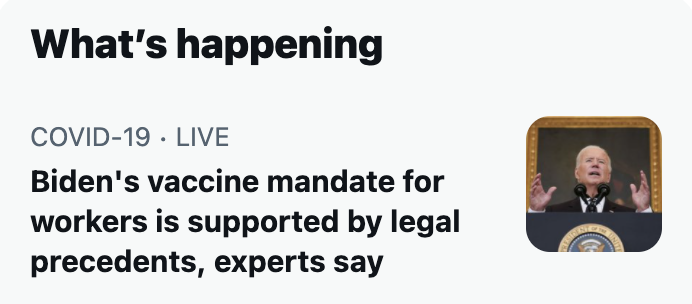 What’s happening
COVID-19 · LIVE
Biden's vaccine mandate for
workers is supported by legal
precedents, experts say